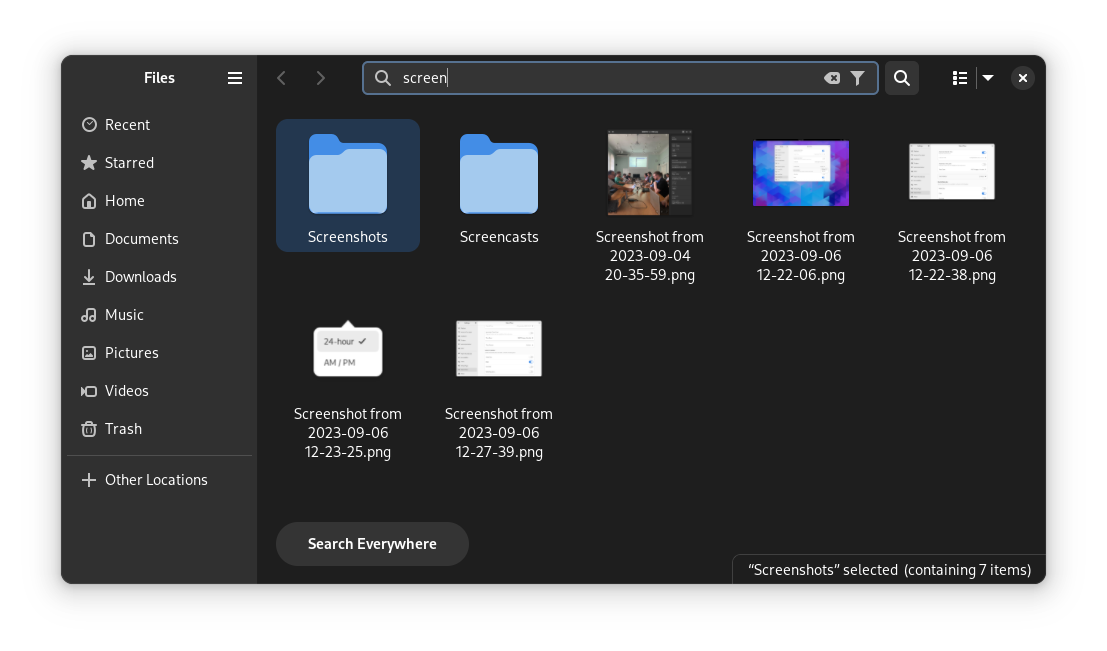 Files
screen
Recent
Starred
Home
Documents
Downloads
Music
Pictures
Videos
Trash
Other Locations
Screenshots
Screencasts
Screenshot from
2023-09-04
20-35-59.png
Screenshot from
2023-09-06
12-22-06.png
Screenshot from
2023-09-06
12-22-38.png
24-hour
AM / PM
Screenshot from
2023-09-06
12-23-25.png
Screenshot from
2023-09-06
12-27-39.png
Search Everywhere
“Screenshots” selected (containing 7 items)